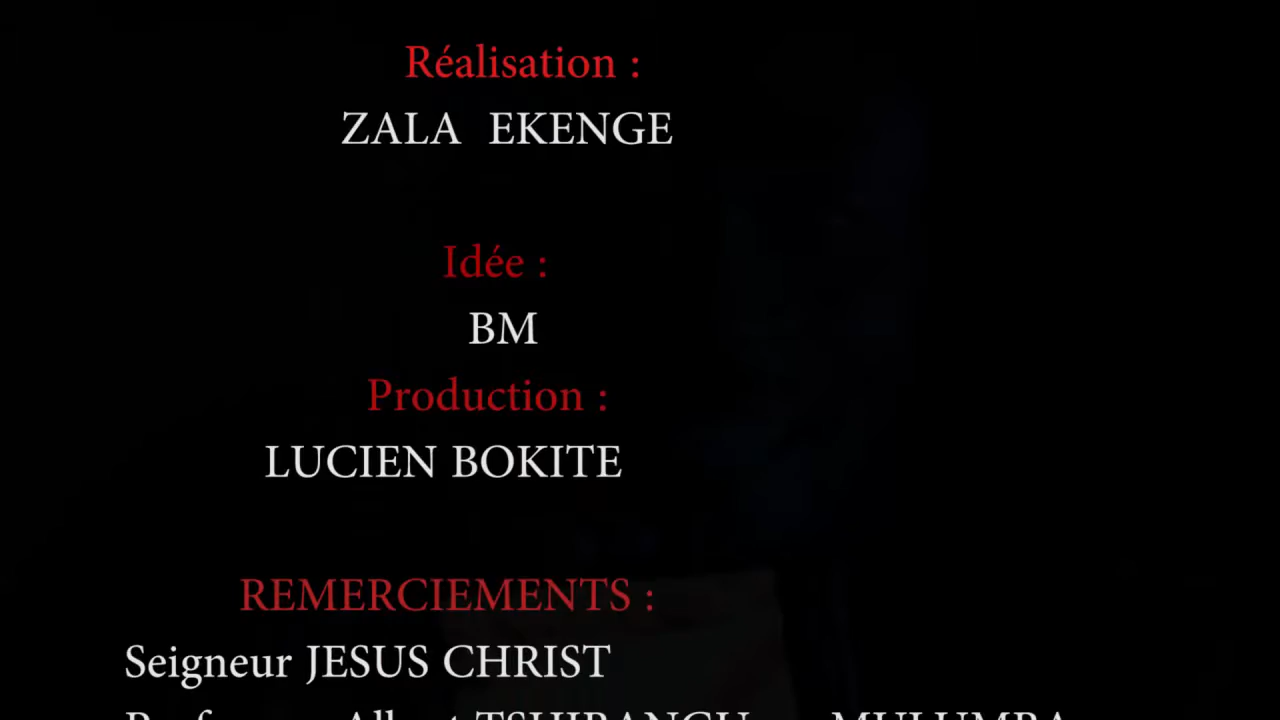 Réalisation :
ZALA EKENGE
Idée :
BM
Production :
LUCIEN BOKITE
REMERCIEMENTS :
Seigneur JESUS CHRIST